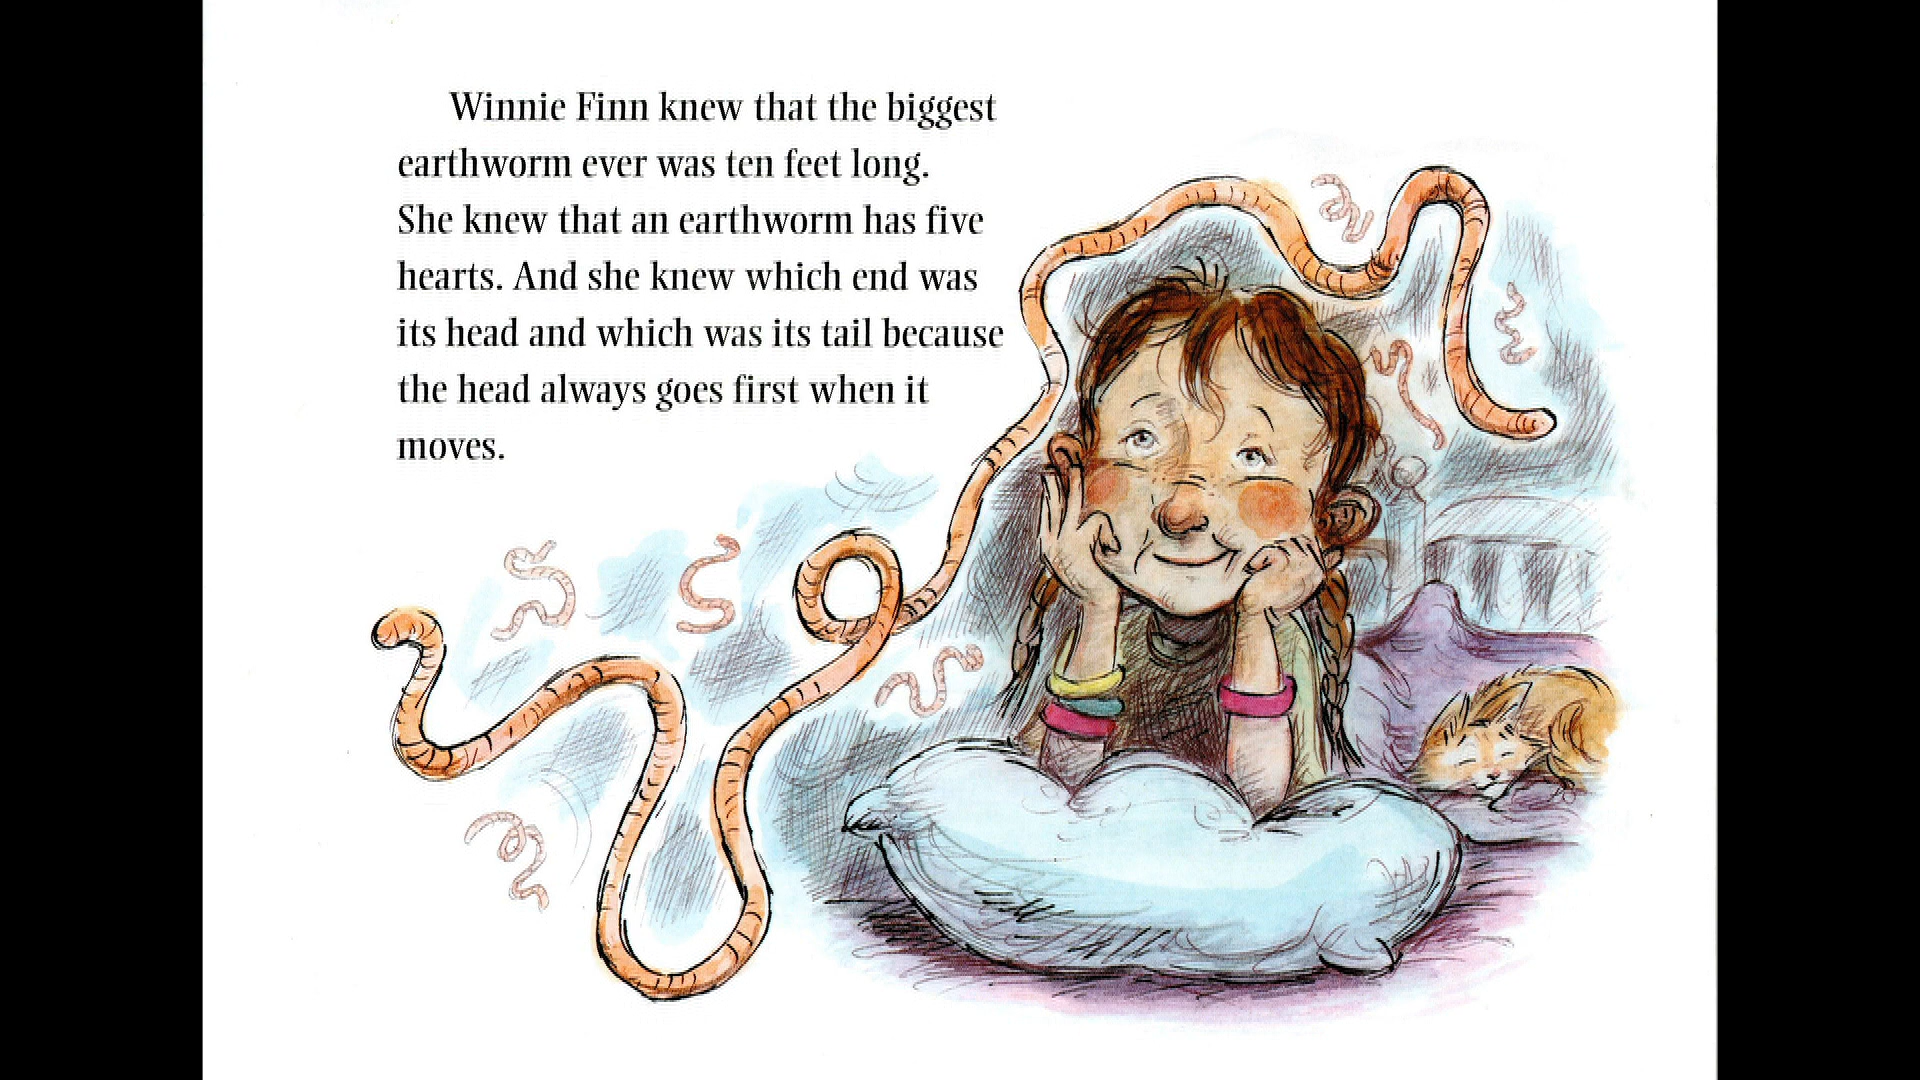 Winnie Finn knew that the biggest
earthworm ever was ten feet long.
She knew that an earthworm has five
hearts. And she knew which end was
its head and which was its tail because
the head always goes first when it
moves.